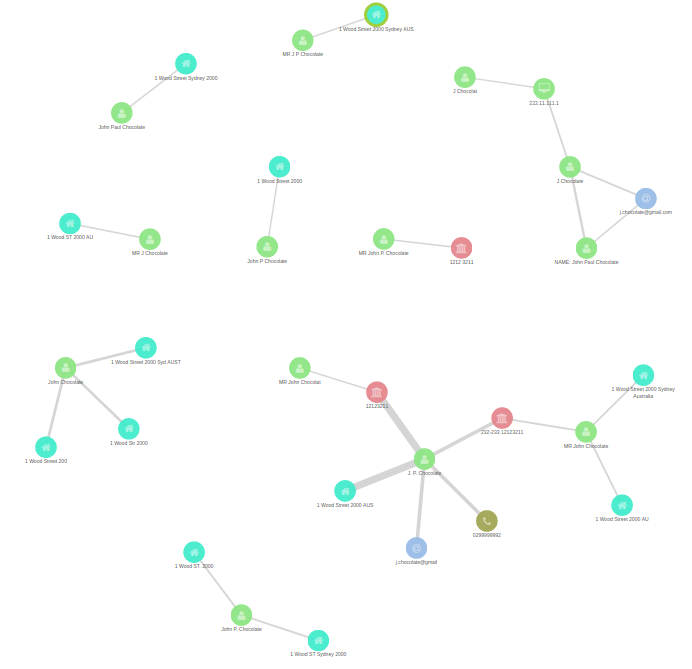 1 Wood Street 2000 Sydney AUS
MR J P Chocolate
1 Wood Street Sydney 2000
John Paul Chocolate
J Chocolat
222.11.111.1
1 Wood Street 2000
J Chocolate
j.chocolate@gmail.com
1 Wood ST 2000 AU
MR J Chocolate
John P Chocolate
MR John P. Chocolate
1212 3211
NAME: John Paul Chocolate
1 Wood Street 2000 Syd AUST
John Chocolate
1 Wood Str 2000
1 Wood Street 200
MR John Chocolat
12123211
1 Wood Street 2000 Sydney
Australia
232-233 12123211
MR John Chocolate
J. P. Chocolate
1 Wood Street 2000 AUS
1 Wood Street 2000 AU
0299999992
j.chocolate@gmail
1 Wood ST. 2000
John P. Chocolate
1 Wood ST Sydney 2000